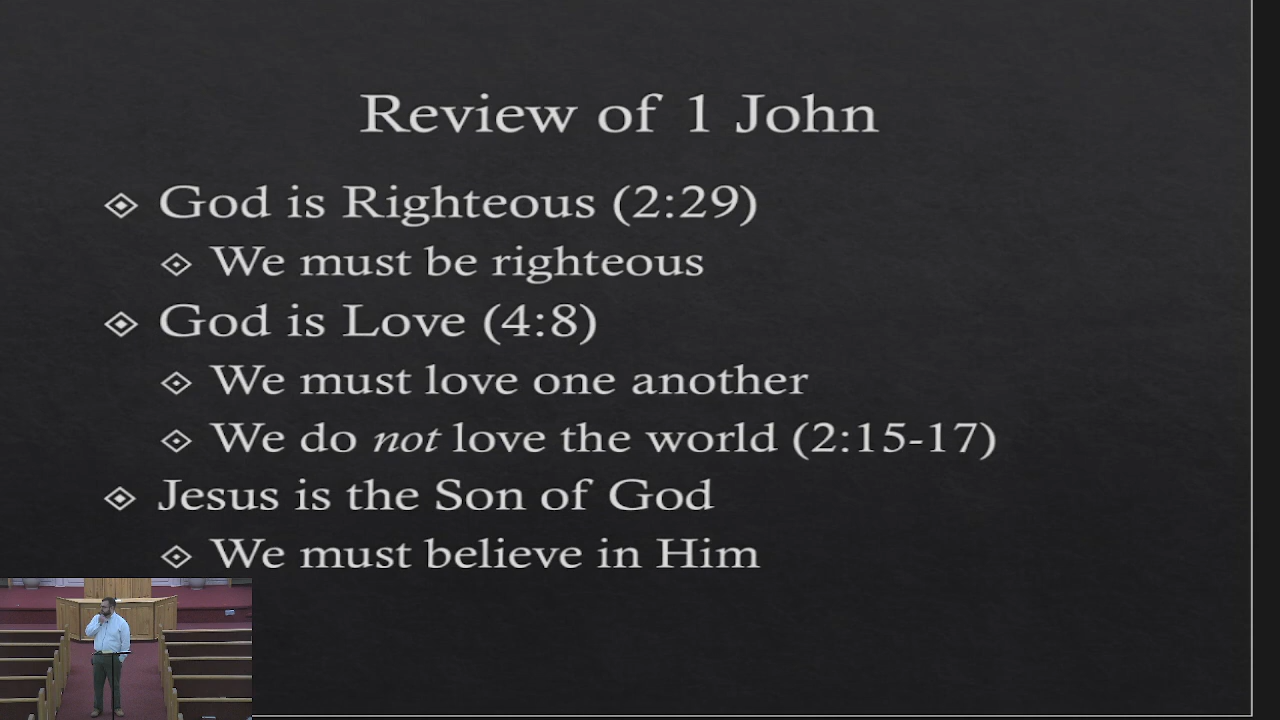 Review of 1 John
God is Righteous (2:29)
We must be righteous
God is Love (4:8)
We must love one another
We do not love the world (2:15-17)
Jesus is the Son of God
We must believe in Him